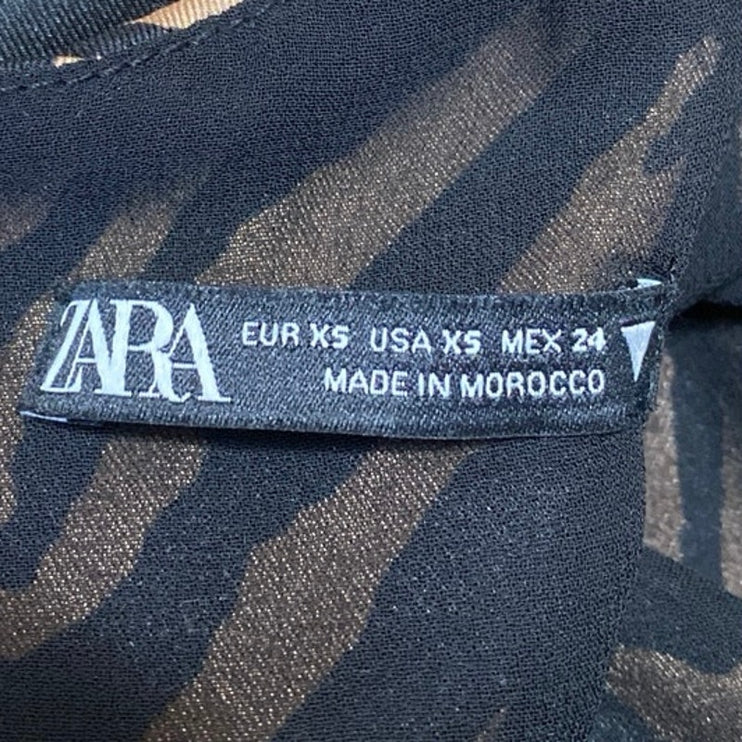 ZARA
EUR XS USA XS MEX 24
MADE IN MOROCCO